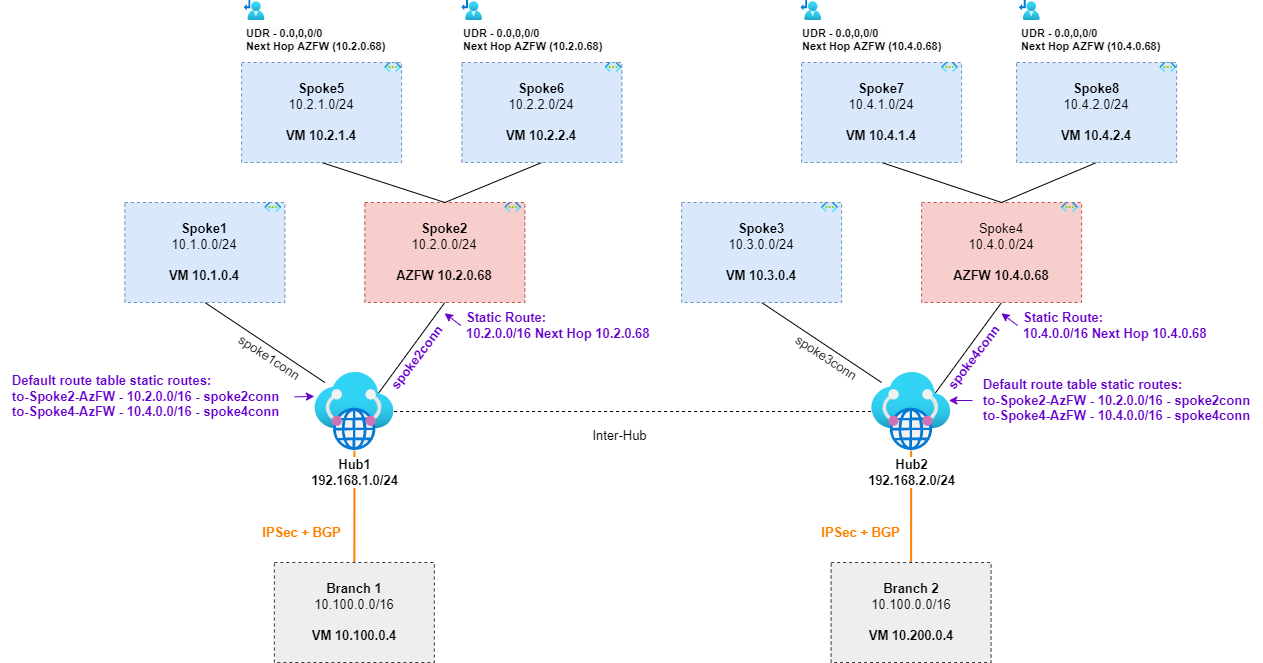 UDR - 0.0,0,0/0
Next Hop AZFW (10.2.0.68)
UDR - 0.0,0,0/0
Next Hop AZFW (10.2.0.68)
UDR - 0.0,0,0/0
Next Hop AZFW (10.4.0.68)
UDR - 0.0,0,0/0
Next Hop AZFW (10.4.0.68)
Spoke5
10.2.1.0/24
VM 10.2.1.4
Spoke6
10.2.2.0/24
VM 10.2.2.4
Spoke7
10.4.1.0/24
VM 10.4.1.4
Spoke8
10.4.2.0/24
VM 10.4.2.4
Spoke1
10.1.0.0/24
VM 10.1.0.4
Spoke2
10.2.0.0/24
AZFW 10.2.0.68
Spoke3
10.3.0.0/24
VM 10.3.0.4
Spoke4
10.4.0.0/24
AZFW 10.4.0.68
spoke1conn
spoke2conn
Static Route:
10.2.0.0/16 Next Hop 10.2.0.68
spoke3conn
spoke4conn
Static Route:
10.4.0.0/16 Next Hop 10.4.0.68
Default route table static routes:
to-Spoke2-AzFW - 10.2.0.0/16 - spoke2conn
to-Spoke4-AzFW - 10.4.0.0/16 - spoke4conn
Default route table static routes:
to-Spoke2-AzFW - 10.2.0.0/16 - spoke2conn
to-Spoke4-AzFW - 10.4.0.0/16 - spoke4conn
Inter-Hub
Hub1
192.168.1.0/24
Hub2
192.168.2.0/24
IPSec + BGP
IPSec + BGP
Branch 1
10.100.0.0/16
VM 10.100.0.4
Branch 2
10.100.0.0/16
VM 10.200.0.4